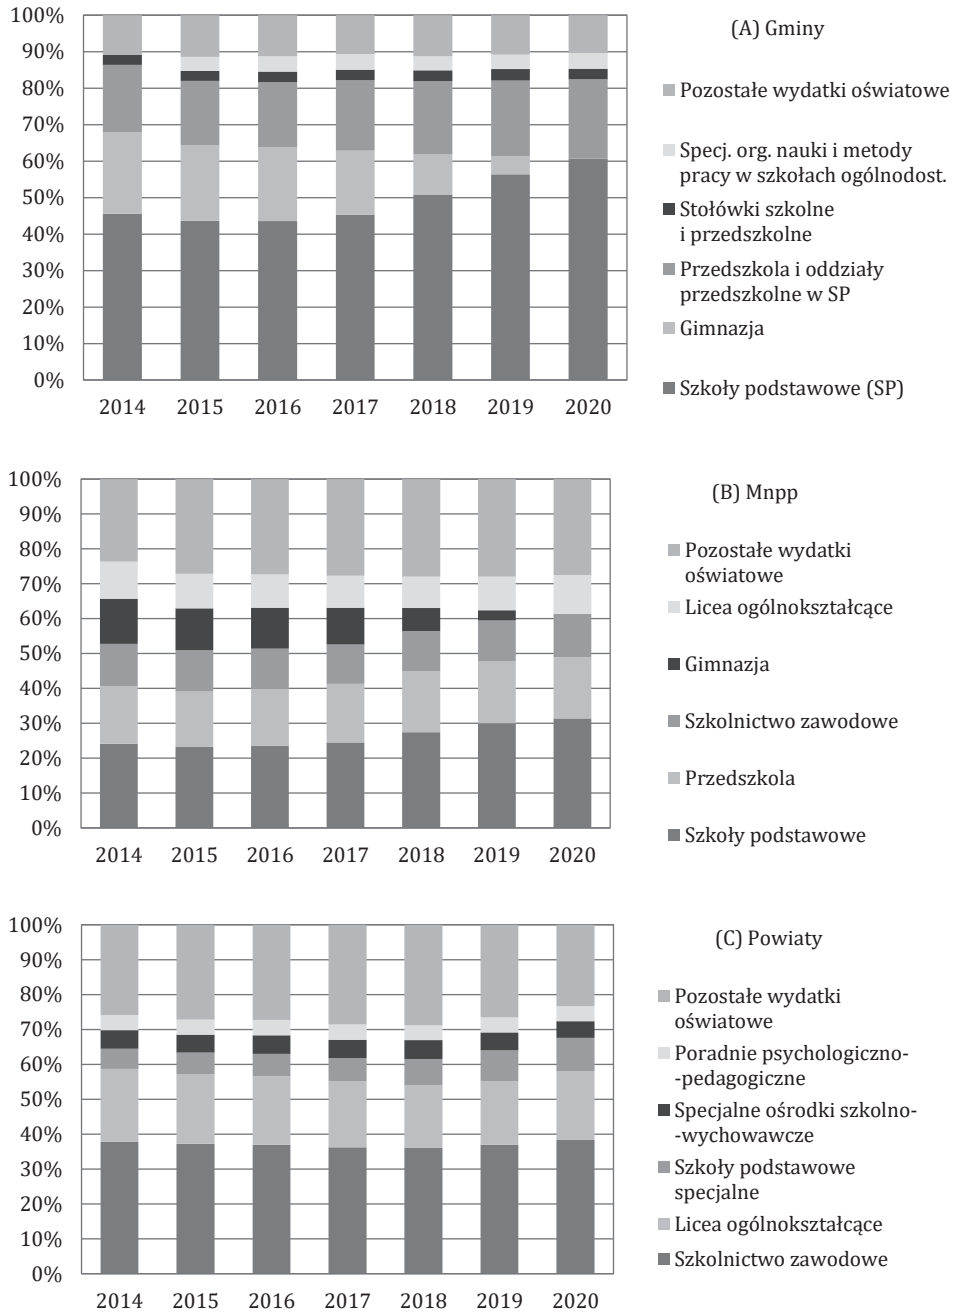 (A) Gminy
100%
90%
80%
70%
60%
50%
40%
30%
20%
10%
0%
2014 2015 2016 2017 2018 2019 2020
Pozostałe wydatki oświatowe
Specj. org. nauki i metody
pracy w szkołach ogólnodost.
Stołówki szkolne
i przedszkolne
Przedszkola i oddziały
przedszkolne w SP
Gimnazja
Szkoły podstawowe (SP)
(B) Mnpp
100%
90%
80%
70%
60%
50%
40%
30%
20%
10%
0%
2014 2015 2016 2017 2018 2019 2020
Pozostałe wydatki
oświatowe
Licea ogólnokształcące
Gimnazja
Szkolnictwo zawodowe
Przedszkola
Szkoły podstawowe
(C) Powiaty
100%
90%
80%
70%
60%
50%
40%
30%
20%
10%
0%
2014 2015 2016 2017 2018 2019 2020
Pozostałe wydatki
oświatowe
Poradnie psychologiczno-
-pedagogiczne
Specjalne ośrodki szkolno-
-wychowawcze
Szkoły podstawowe
specjalne
Licea ogólnokształcące
Szkolnictwo zawodowe